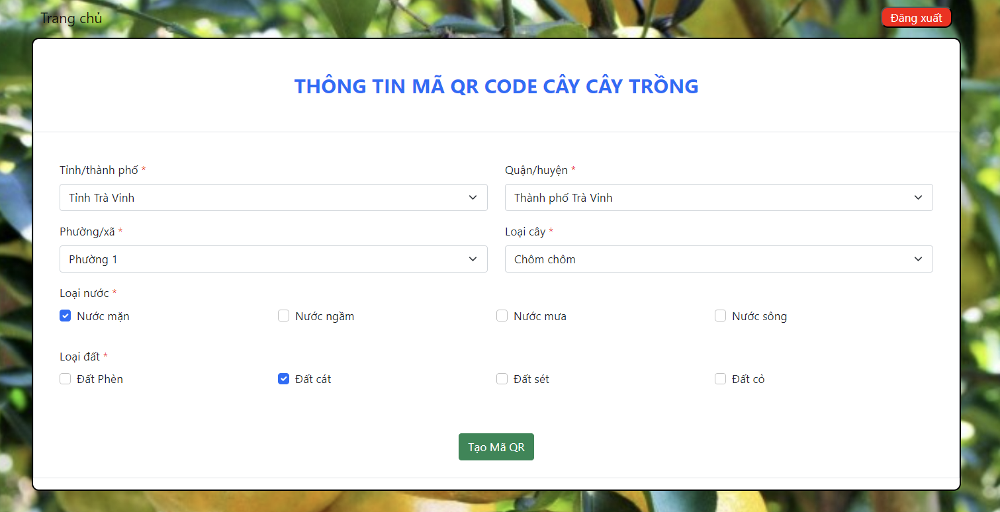 Trang chủ Đăng xuất
THÔNG TIN MÃ QR CODE CÂY CÂY TRỒNG
Tỉnh/thành phố * Quận/huyện *
Tỉnh Trà Vinh Thành phố Trà Vinh
Phường/xã * Loại cây *
Phường 1 Chôm chôm
Loại nước *
Nước mặn Nước ngầm Nước mưa Nước sông
Loại đất *
Đất Phèn Đất cát Đất sét Đất cỏ
Tạo Mã QR